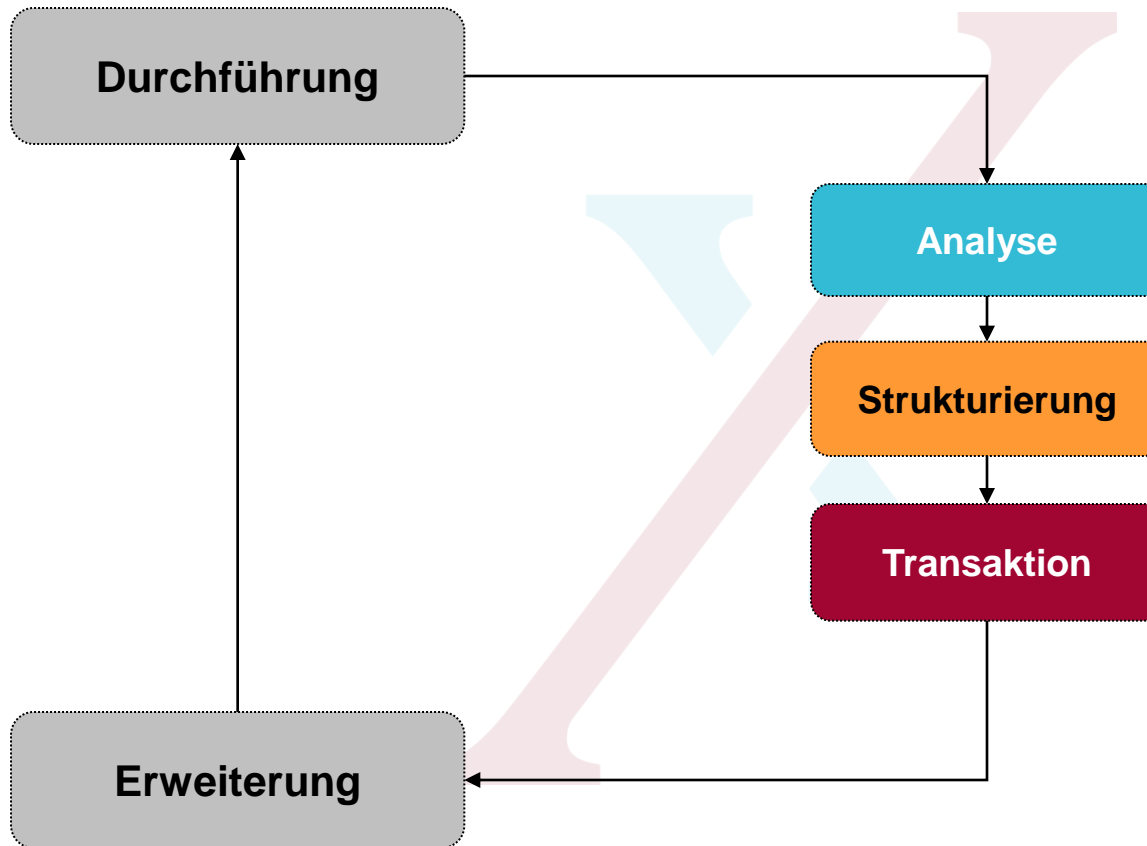 Durchführung
Analyse
Strukturierung
Transaktion
Erweiterung